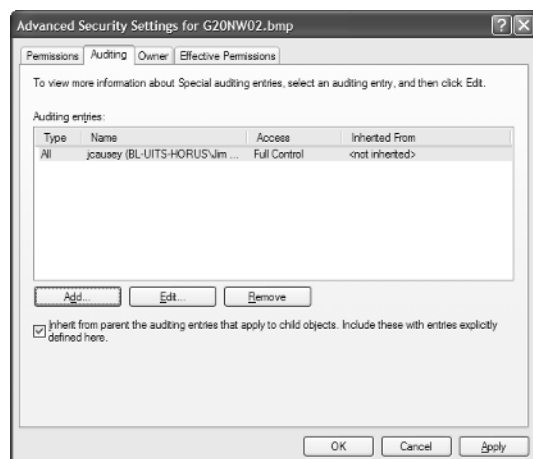 Advanced Security Settings for G20NW02.bmp
Permissions Auditing Owner Effective Permissions
To view more information about Special auditing entries, select an auditing entry, and then click Edit.
Auditing entries:
Type Name Access Inherited From
All jcausey (BL-UITS-HORUS\Jim ... Full Control <not inherited>
Add... Edit... Remove
Inherit from parent the auditing entries that apply to child objects. Include these with entries explicitly
defined here.
OK Cancel Apply